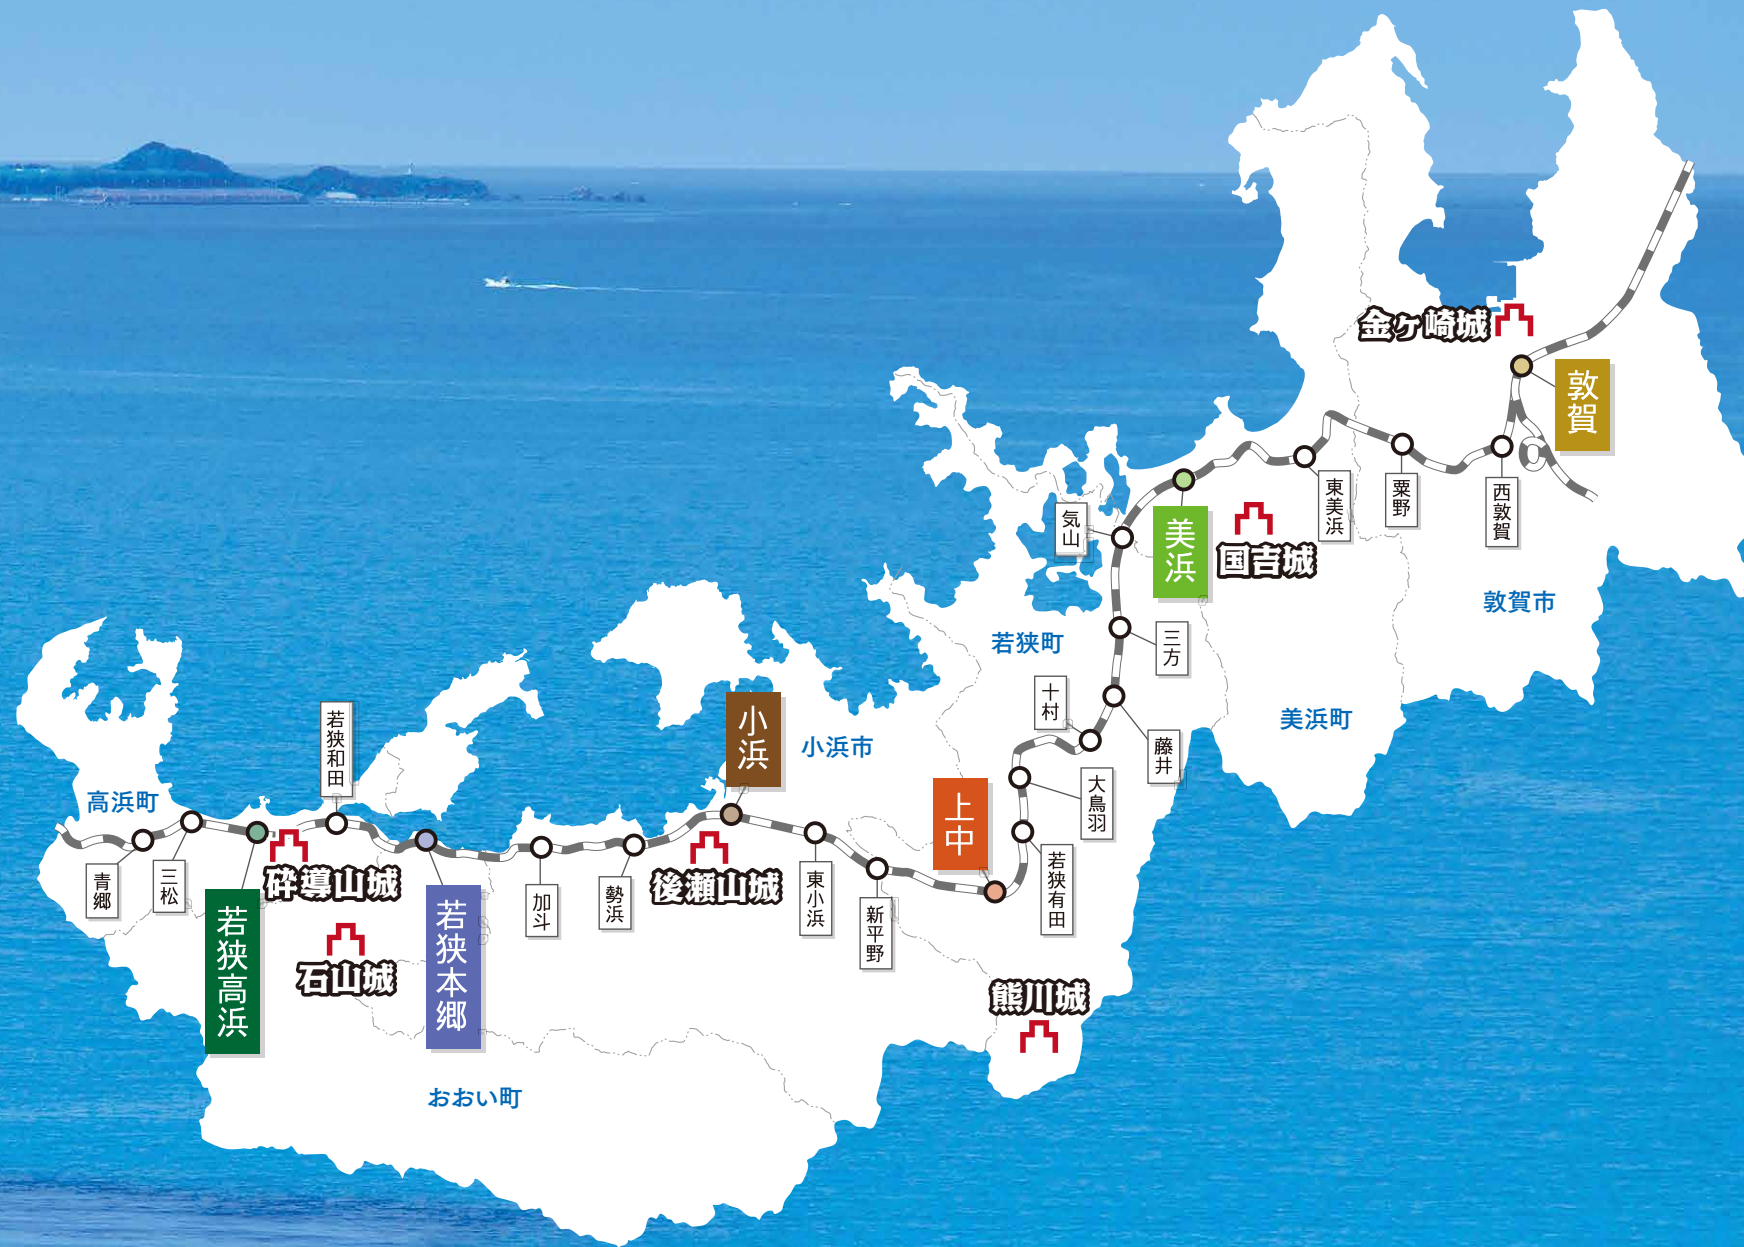 金ヶ崎城
敦賀
西敦賀
粟野
東美浜
国吉城
美浜
気山
敦賀市
若狭町
三方
美浜町
十村
藤井
大鳥羽
若狭有田
上中
熊川城
小浜市
小浜
後瀬山城
東小浜
新平野
勢浜
加斗
若狭本郷
若狭和田
砕導山城
石山城
若狭高浜
高浜町
三松
青郷
おおい町